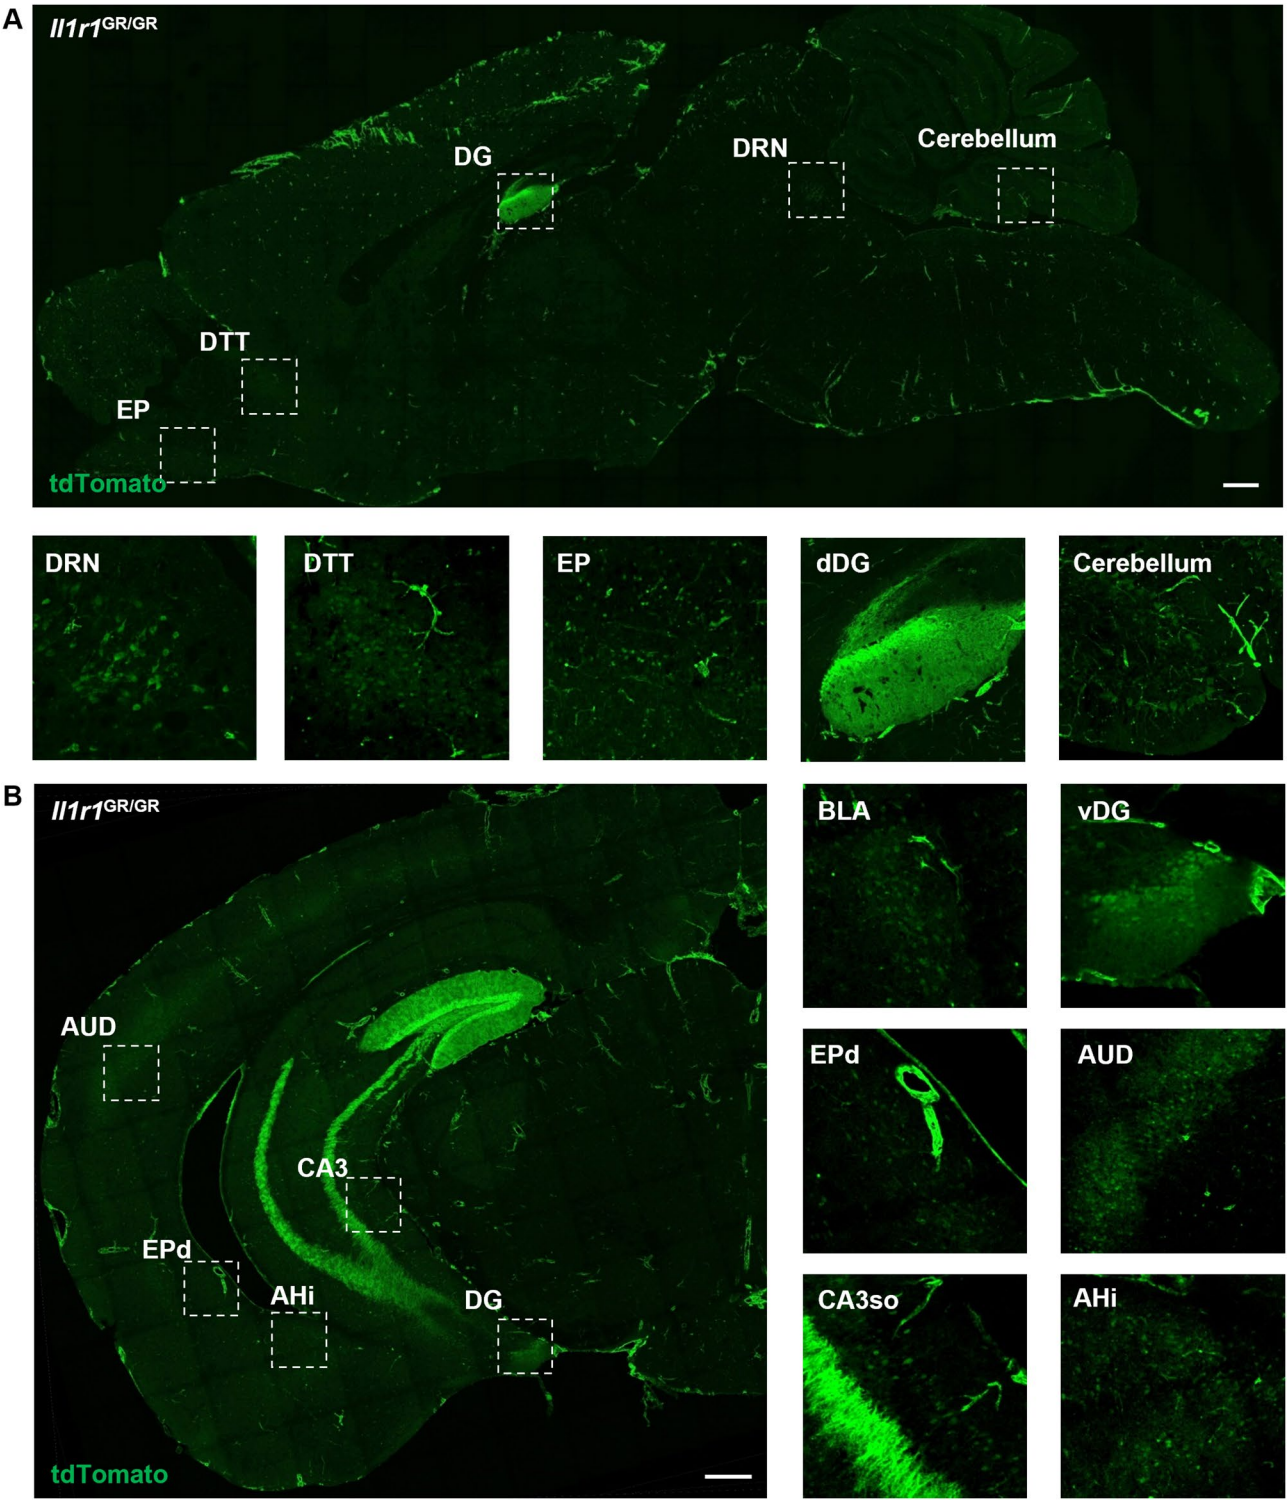 A
Il1r1GR/GR
DG
DRN
Cerebellum
DTT
EP
tdTomato
DRN
DTT
EP
dDG
Cerebellum
B
Il1r1GR/GR
AUD
CA3
EPd
AHi
DG
tdTomato
BLA
vDG
EPd
AUD
CA3so
AHi